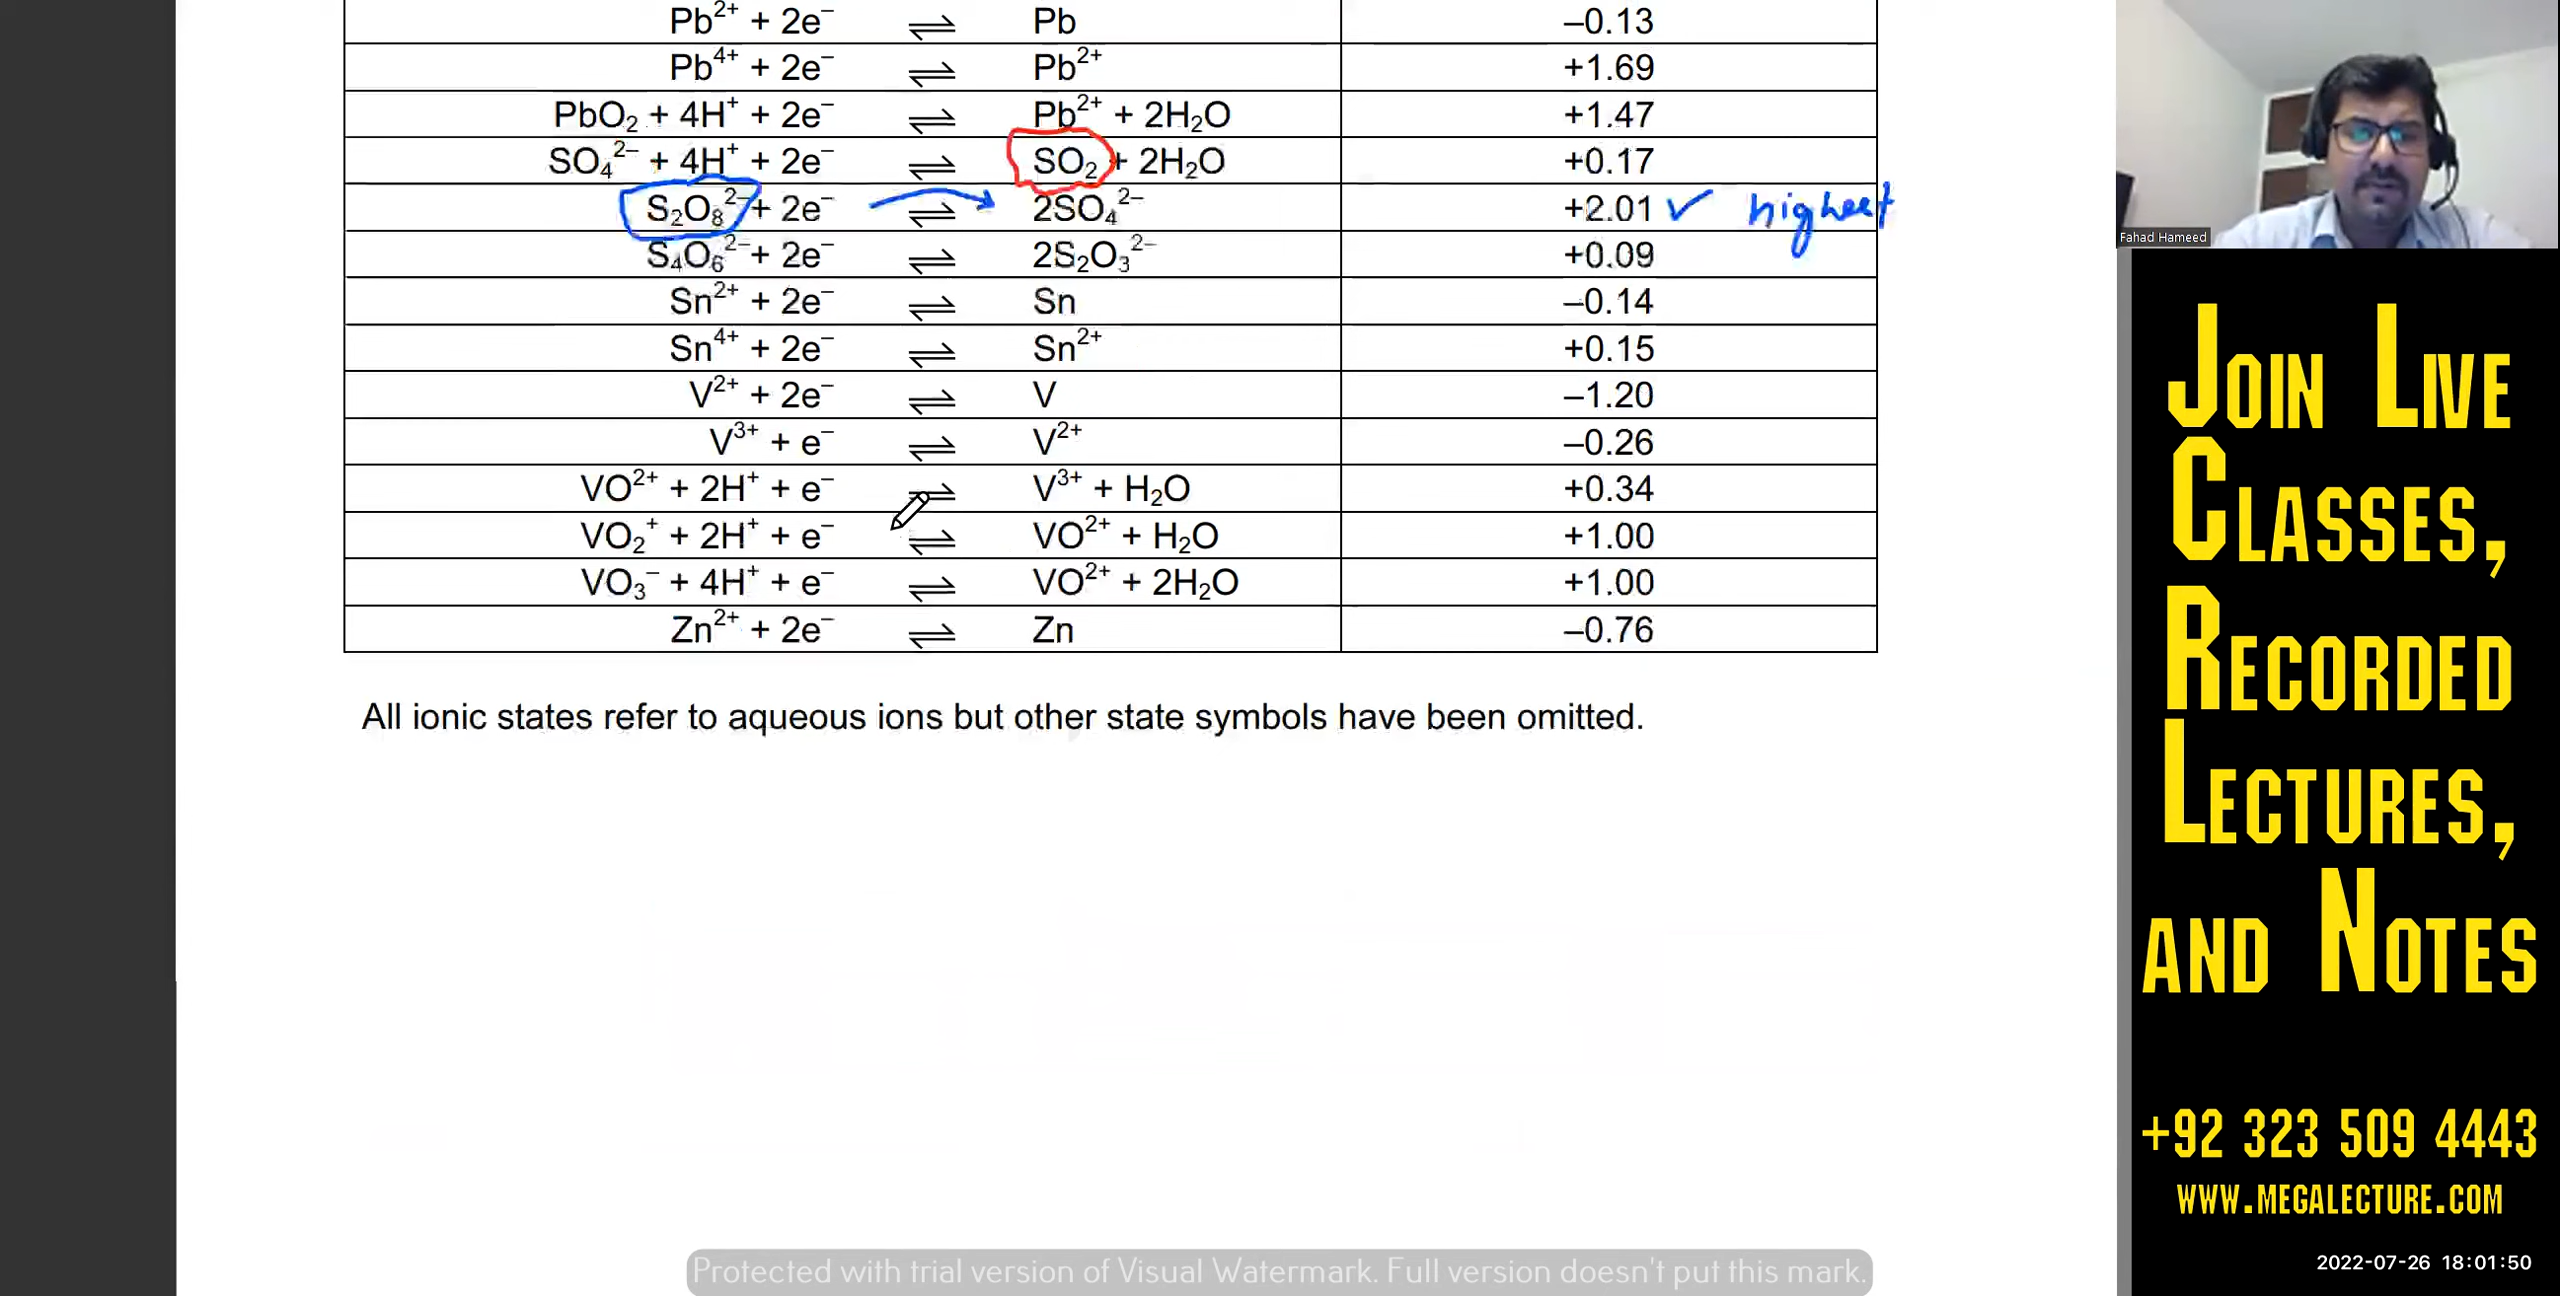 Pb²⁺ + 2e⁻ ⇌ Pb –0.13
Pb⁴⁺ + 2e⁻ ⇌ Pb²⁺ +1.69
PbO₂ + 4H⁺ + 2e⁻ ⇌ Pb²⁺ + 2H₂O +1.47
SO₄²⁻ + 4H⁺ + 2e⁻ ⇌ SO₂ + 2H₂O +0.17
S₂O₈²⁻ + 2e⁻ ⇌ 2SO₄²⁻ +2.01 ✓ highest
S₄O₆²⁻ + 2e⁻ ⇌ 2S₂O₃²⁻ +0.09
Sn²⁺ + 2e⁻ ⇌ Sn –0.14
Sn⁴⁺ + 2e⁻ ⇌ Sn²⁺ +0.15
V²⁺ + 2e⁻ ⇌ V –1.20
V³⁺ + e⁻ ⇌ V²⁺ –0.26
VO²⁺ + 2H⁺ + e⁻ ⇌ V³⁺ + H₂O +0.34
VO₂⁺ + 2H⁺ + e⁻ ⇌ VO²⁺ + H₂O +1.00
VO₃⁻ + 4H⁺ + e⁻ ⇌ VO²⁺ + 2H₂O +1.00
Zn²⁺ + 2e⁻ ⇌ Zn –0.76
All ionic states refer to aqueous ions but other state symbols have been omitted.
Fahad Hameed
JOIN LIVE
CLASSES,
RECORDED
LECTURES,
AND NOTES
+92 323 509 4443
WWW.MEGALECTURE.COM
2022-07-26 18:01:50
Protected with trial version of Visual Watermark. Full version doesn't put this mark.